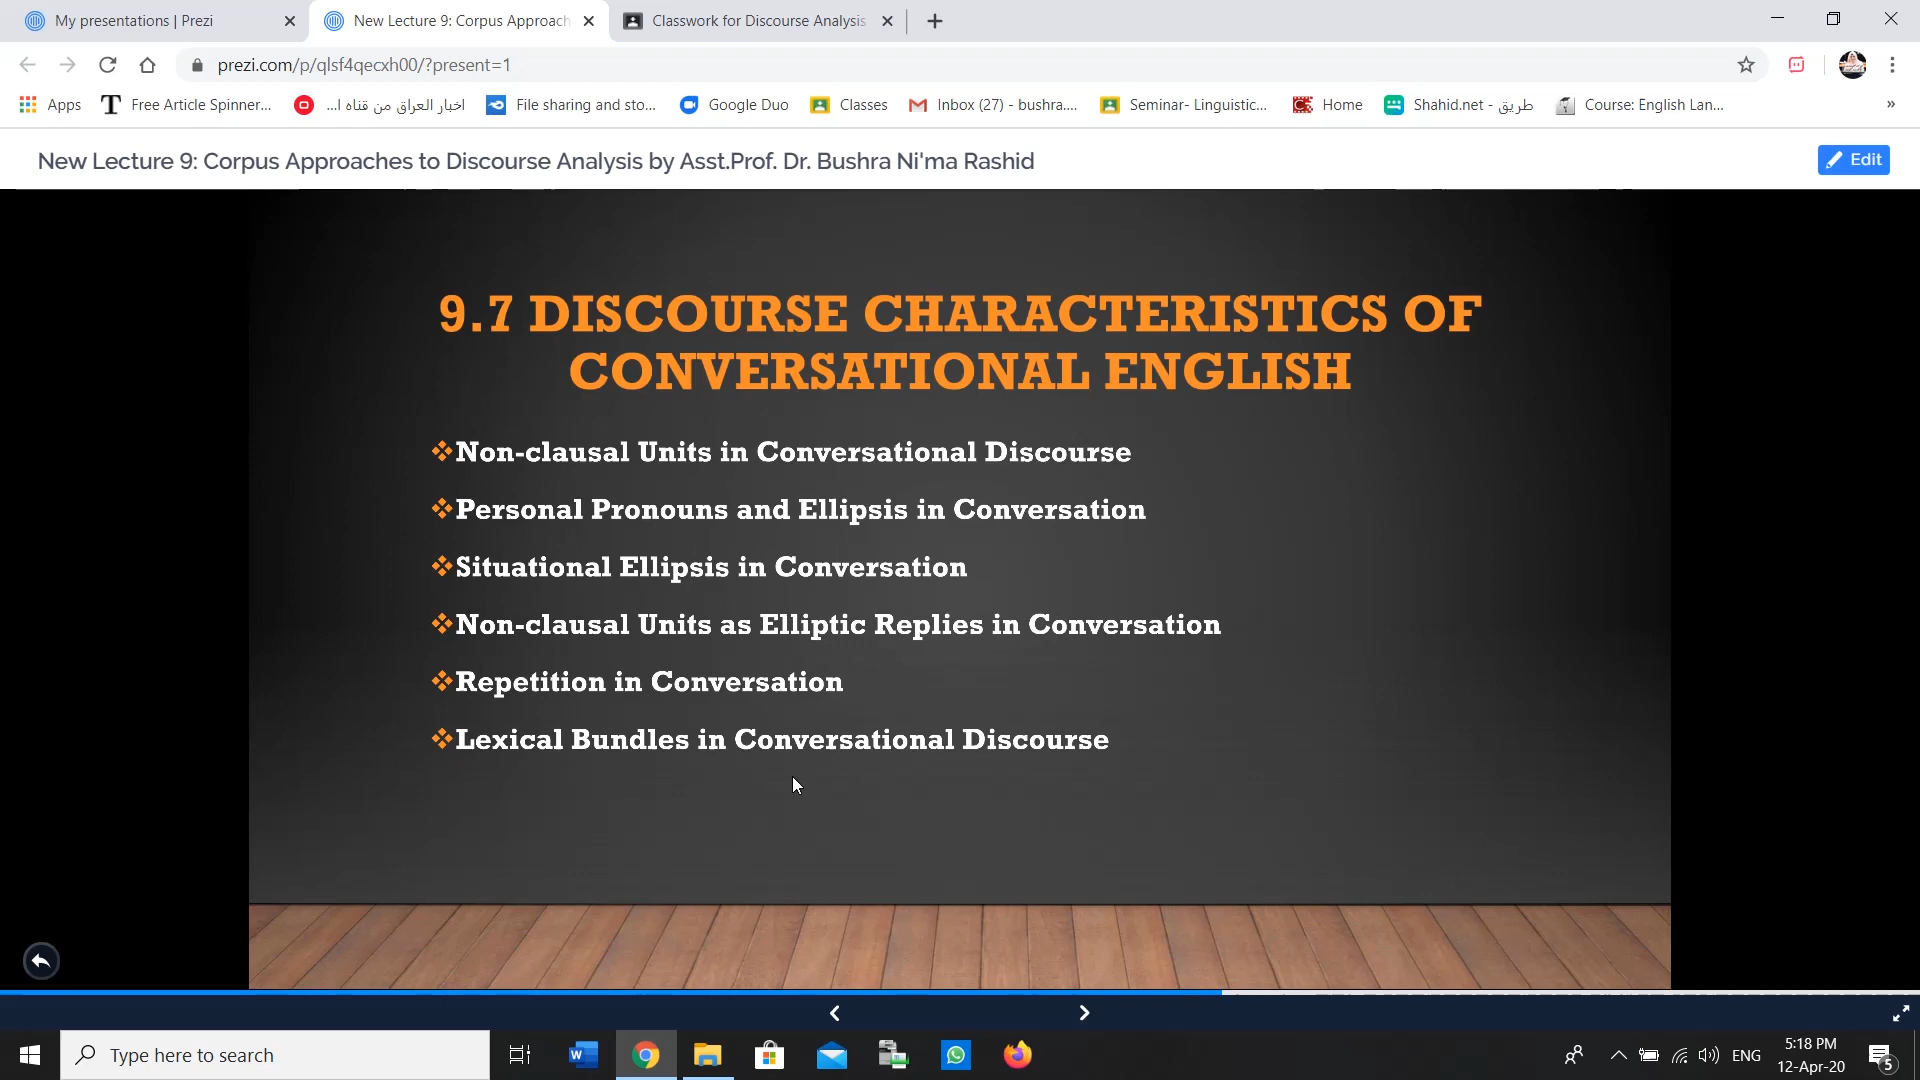 My presentations | Prezi
New Lecture 9: Corpus Approach
Classwork for Discourse Analysis
prezi.com/p/qlsf4qecxh00/?present=1
Apps
Free Article Spinner...
اخبار العراق من قناه ا...
File sharing and sto...
Google Duo
Classes
Inbox (27) - bushra....
Seminar- Linguistic...
Home
Shahid.net - طريق
Course: English Lan...
»
New Lecture 9: Corpus Approaches to Discourse Analysis by Asst.Prof. Dr. Bushra Ni'ma Rashid
Edit
9.7 DISCOURSE CHARACTERISTICS OF
CONVERSATIONAL ENGLISH
❖Non-clausal Units in Conversational Discourse
❖Personal Pronouns and Ellipsis in Conversation
❖Situational Ellipsis in Conversation
❖Non-clausal Units as Elliptic Replies in Conversation
❖Repetition in Conversation
❖Lexical Bundles in Conversational Discourse
Type here to search
ENG
5:18 PM
12-Apr-20
5